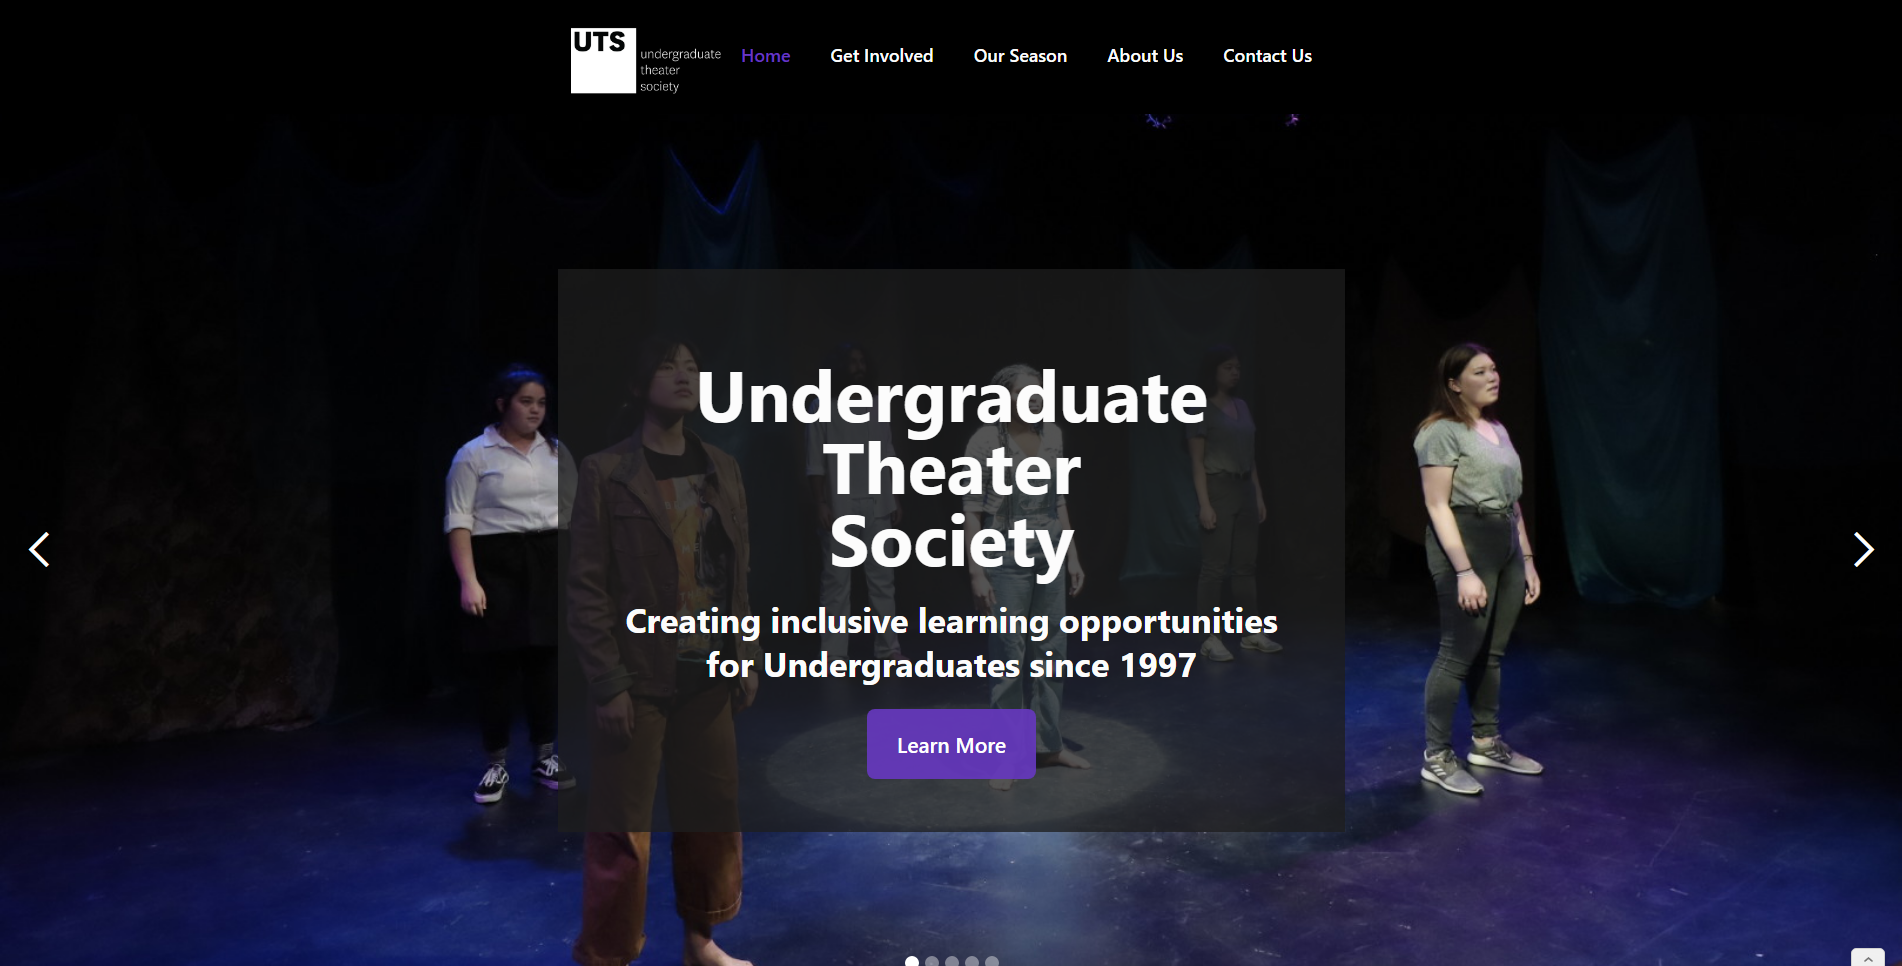 UTS
undergraduate
theater
society
Home
Get Involved
Our Season
About Us
Contact Us
Undergraduate
Theater
Society
Creating inclusive learning opportunities
for Undergraduates since 1997
Learn More